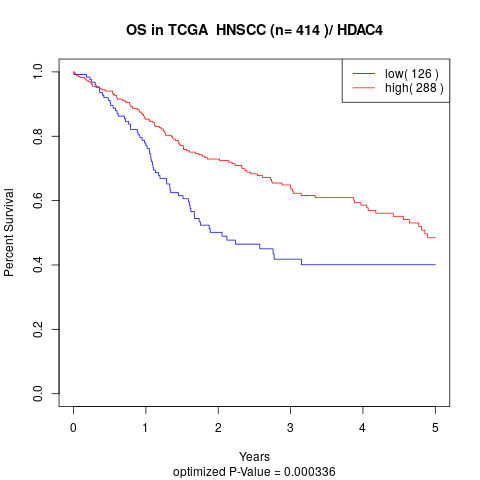 OS in TCGA  HNSCC (n= 414 )/ HDAC4
low( 126 )
high( 288 )
Percent Survival
1.0
0.8
0.6
0.4
0.2
0.0
0 1 2 3 4 5
Years
optimized P-Value = 0.000336